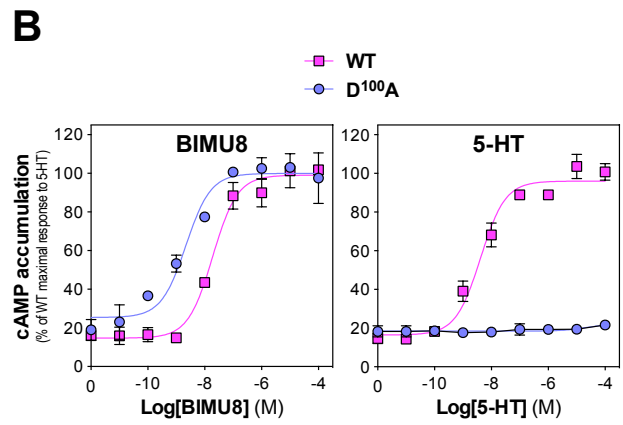 B
WT
D¹⁰⁰A
cAMP accumulation
(% of WT maximal response to 5-HT)
BIMU8
120
100
80
60
40
20
0
0 -10 -8 -6 -4
Log[BIMU8] (M)
5-HT
120
100
80
60
40
20
0
0 -10 -8 -6 -4
Log[5-HT] (M)